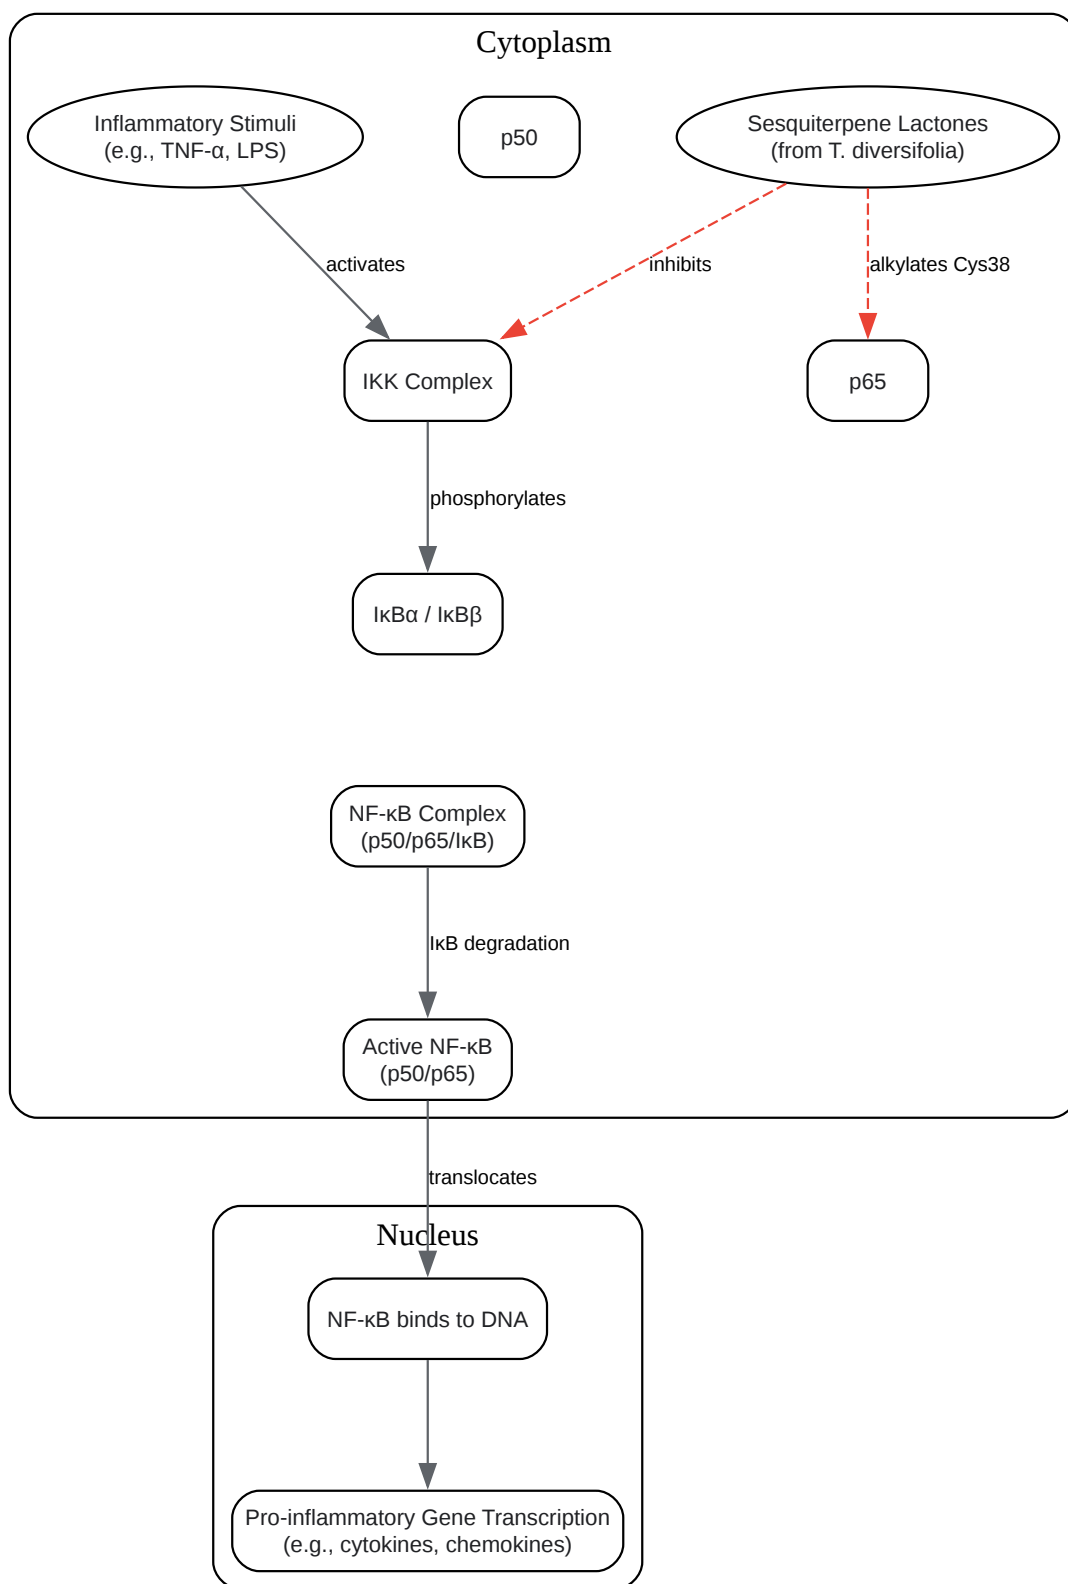 Cytoplasm
Inflammatory Stimuli
(e.g., TNF-α, LPS)
p50
Sesquiterpene Lactones
(from T. diversifolia)
activates
inhibits
alkylates Cys38
IKK Complex
p65
phosphorylates
IκBα / IκBβ
NF-κB Complex
(p50/p65/IκB)
IκB degradation
Active NF-κB
(p50/p65)
translocates
Nucleus
NF-κB binds to DNA
Pro-inflammatory Gene Transcription
(e.g., cytokines, chemokines)